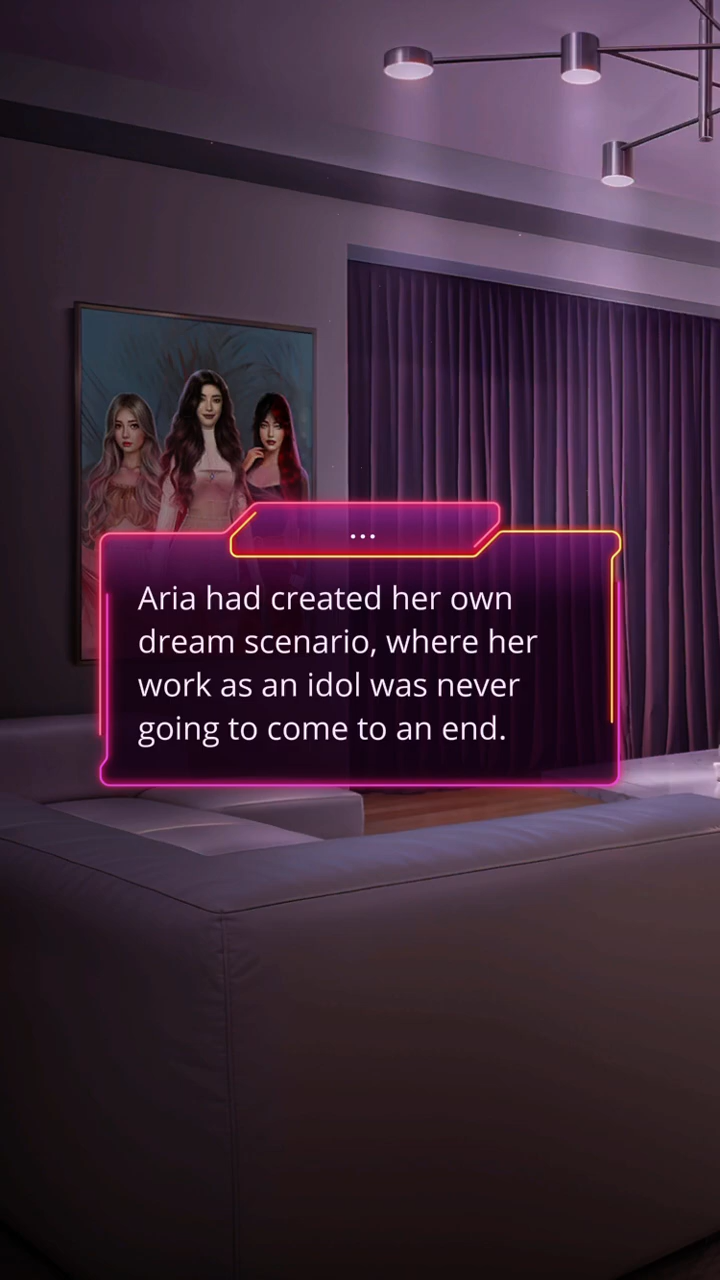 ...
Aria had created her own
dream scenario, where her
work as an idol was never
going to come to an end.